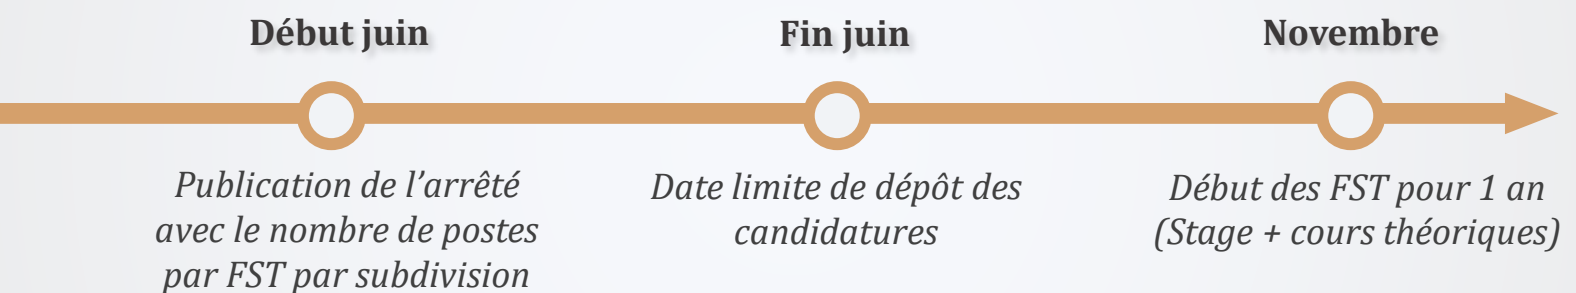 Début juin
Publication de l’arrêté
avec le nombre de postes
par FST par subdivision
Fin juin
Date limite de dépôt des
candidatures
Novembre
Début des FST pour 1 an
(Stage + cours théoriques)